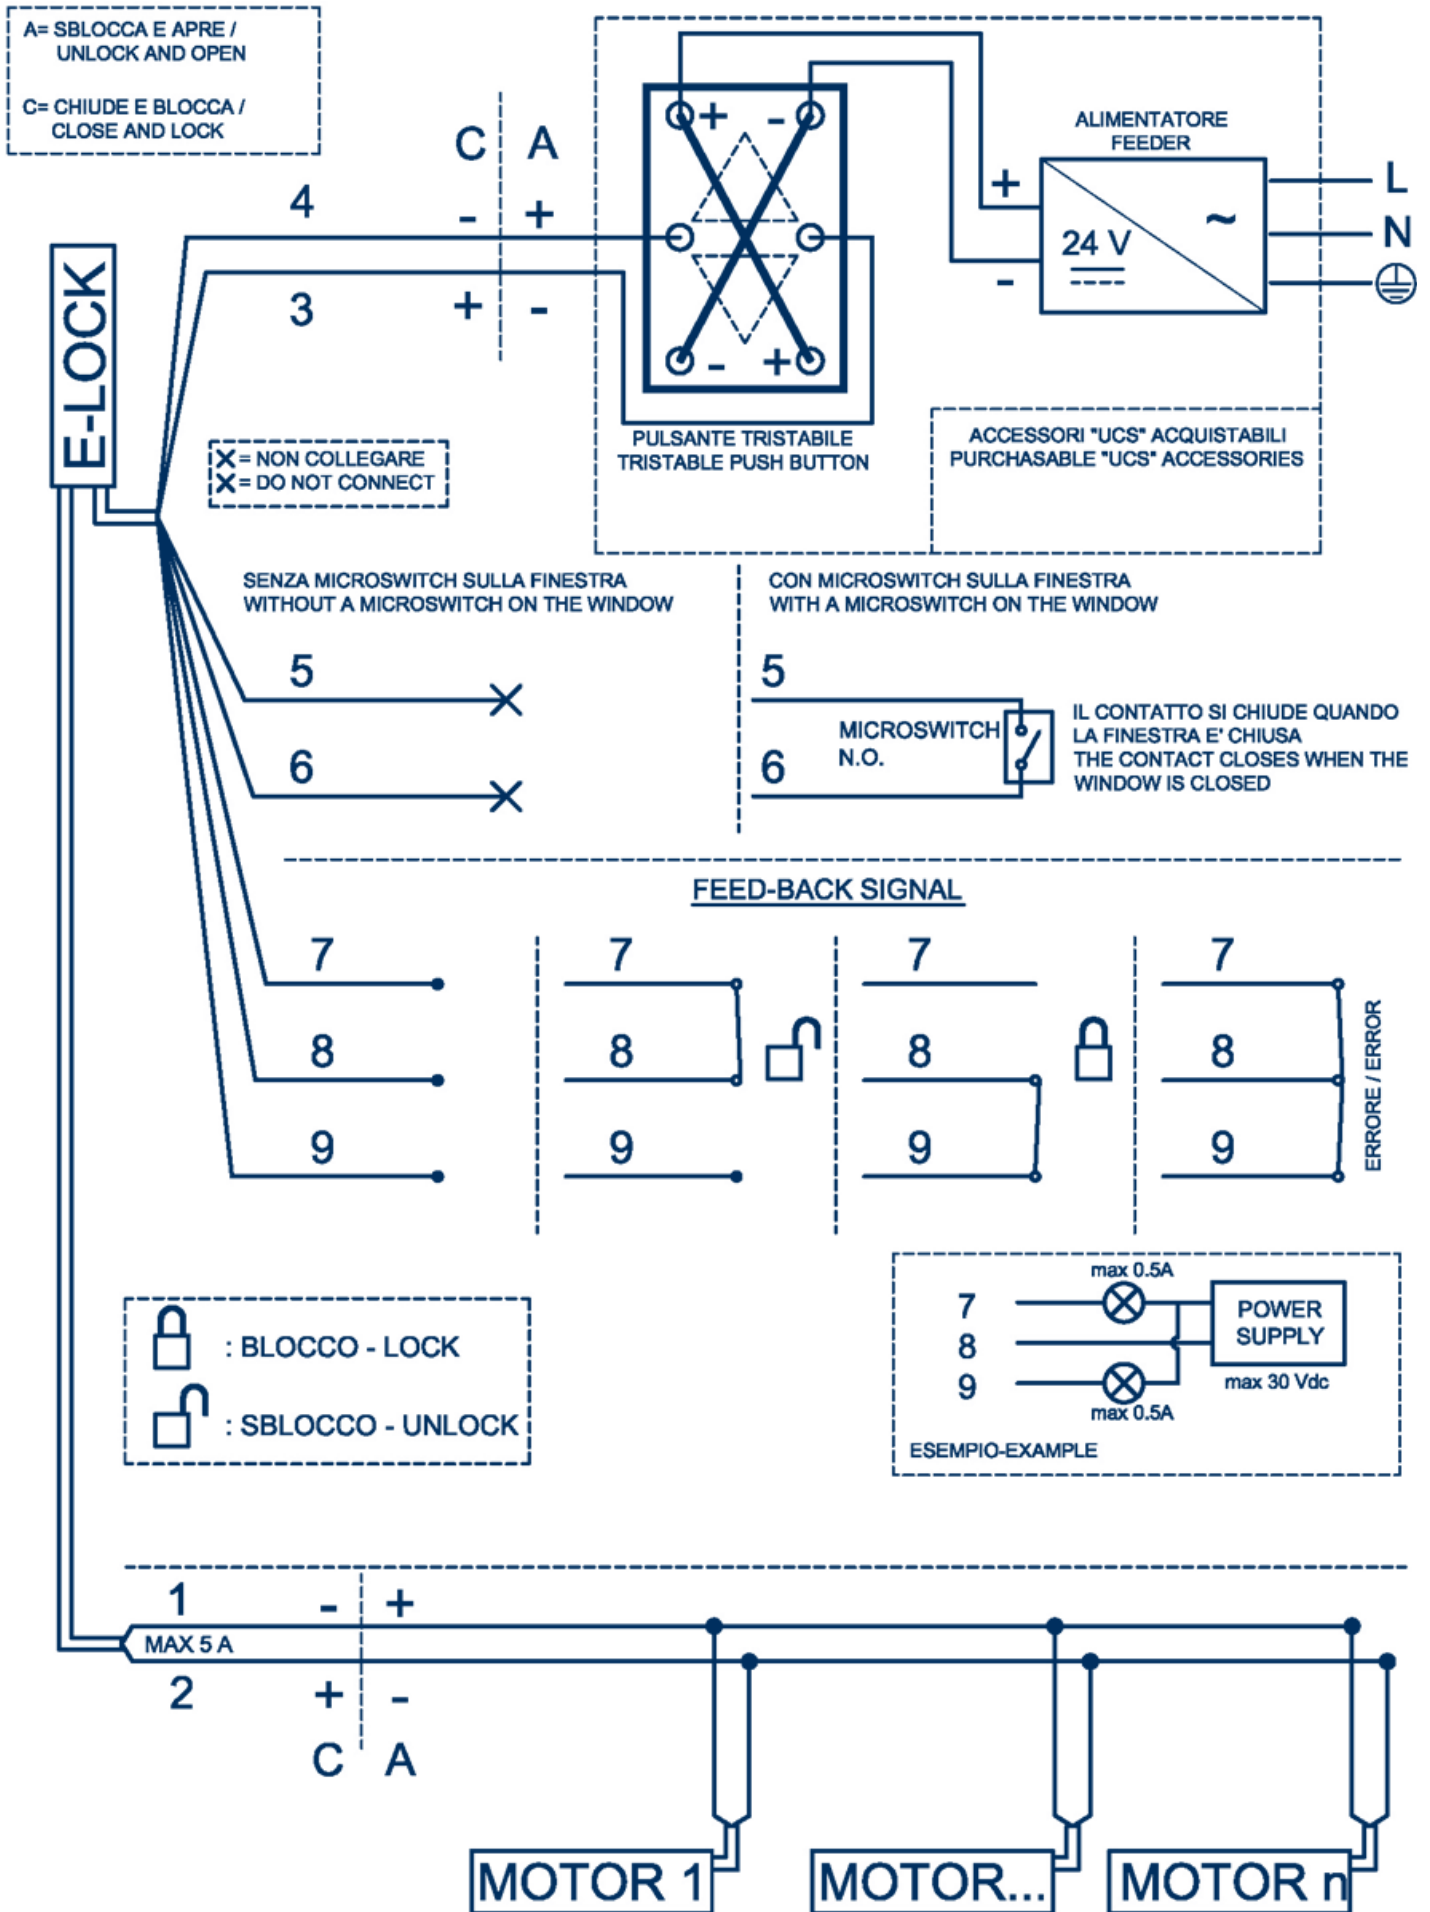 A= SBLOCCA E APRE /
UNLOCK AND OPEN
C= CHIUDE E BLOCCA /
CLOSE AND LOCK
C A
4
- +
3
+ -
+ -
- +
PULSANTE TRISTABILE
TRISTABLE PUSH BUTTON
ALIMENTATORE
FEEDER
+
-
24 V
~
L
N
ACCESSORI "UCS" ACQUISTABILI
PURCHASABLE "UCS" ACCESSORIES
E-LOCK
X = NON COLLEGARE
X = DO NOT CONNECT
SENZA MICROSWITCH SULLA FINESTRA
WITHOUT A MICROSWITCH ON THE WINDOW
5
6
CON MICROSWITCH SULLA FINESTRA
WITH A MICROSWITCH ON THE WINDOW
5
MICROSWITCH
N.O.
6
IL CONTATTO SI CHIUDE QUANDO
LA FINESTRA E' CHIUSA
THE CONTACT CLOSES WHEN THE
WINDOW IS CLOSED
FEED-BACK SIGNAL
7 7 7 7
8 8 8 8
9 9 9 9
ERRORE / ERROR
: BLOCCO - LOCK
: SBLOCCO - UNLOCK
max 0.5A
7
8
9
POWER
SUPPLY
max 30 Vdc
max 0.5A
ESEMPIO-EXAMPLE
1
- +
MAX 5 A
2
+ -
C A
MOTOR 1
MOTOR...
MOTOR n